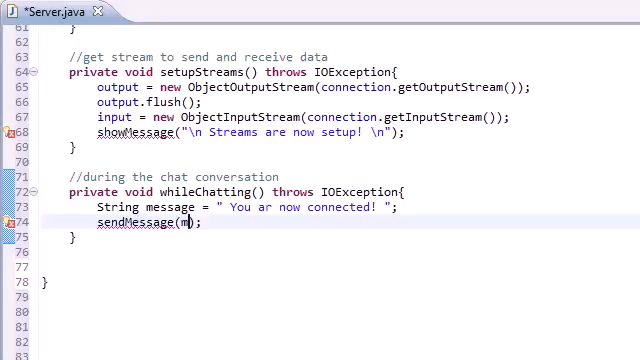 *Server.java
61 }
62
63 //get stream to send and receive data
64 private void setupStreams() throws IOException{
65 output = new ObjectOutputStream(connection.getOutputStream());
66 output.flush();
67 input = new ObjectInputStream(connection.getInputStream());
68 showMessage("\n Streams are now setup! \n");
69 }
70
71 //during the chat conversation
72 private void whileChatting() throws IOException{
73 String message = " You ar now connected! ";
74 sendMessage(m);
75 }
76
77
78 }
79
80
81
82
83